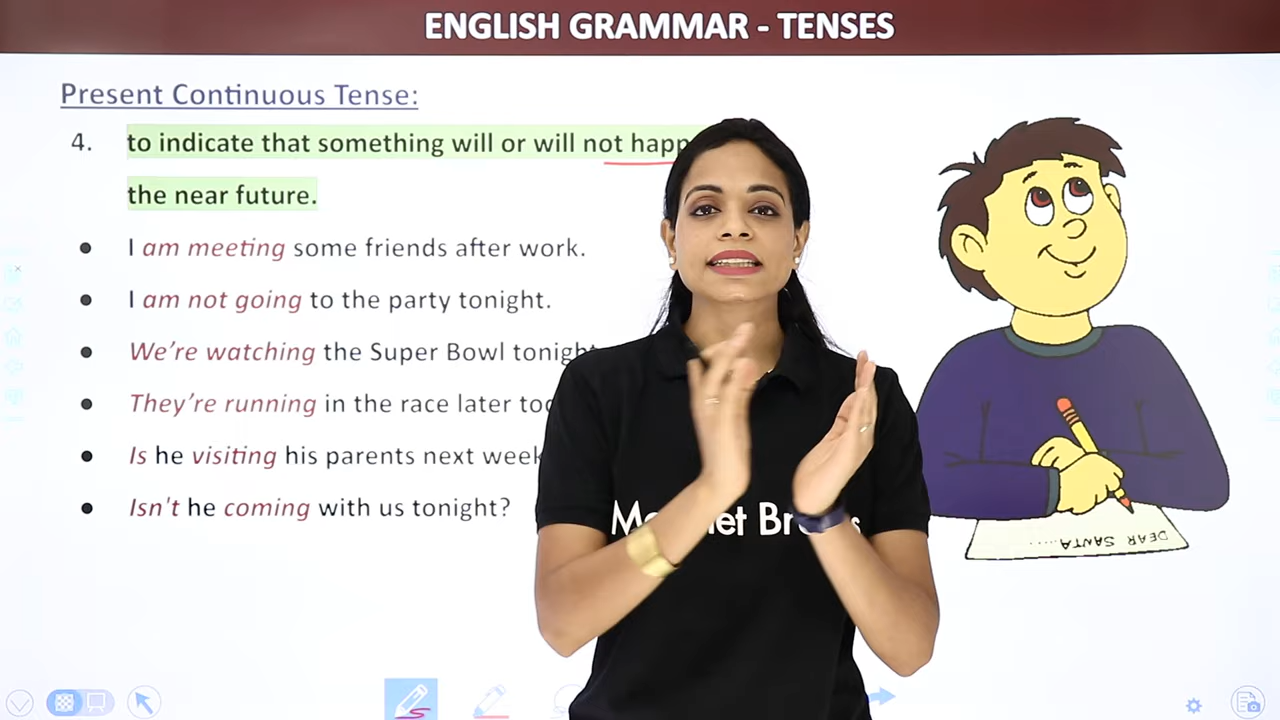 ENGLISH GRAMMAR - TENSES
Present Continuous Tense:
4. to indicate that something will or will not
the near future.
● I am meeting some friends after work.
● I am not going to the party tonight.
● We're watching the Super Bowl tonight
● They're running in the race later
● Is he visiting his parents next week
● Isn't he coming with us tonight?
DEAR SANTA....